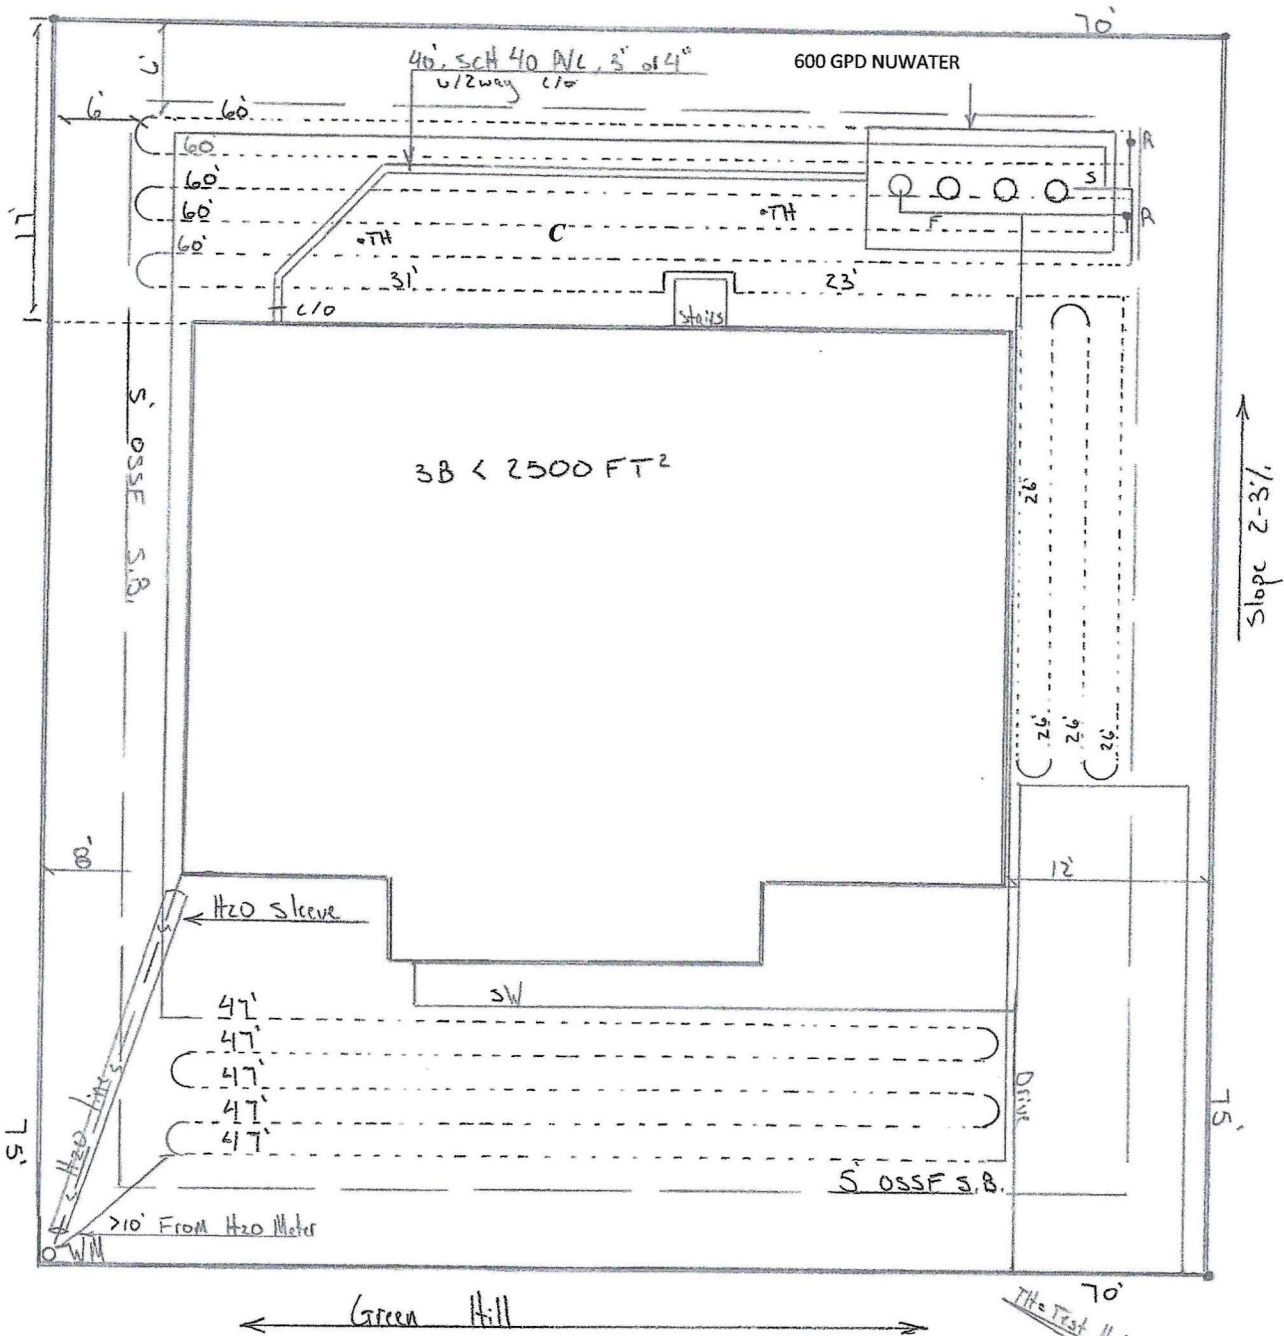 70'
40', SCH 40 PVC, 3" or 4"
w/2way c/o
600 GPD NUWATER
6'
60'
60'
60'
60'
60'
R
S
R
F
TH
TH
C
31'
23'
c/o
Stairs
5' OSSF S.B.
3B < 2500 FT²
26'
26'
26'
26'
Slope 2-3%
8'
12'
H2O Sleeve
SW
47'
47'
47'
47'
47'
Drive
75'
75'
H2O line
5' OSSF S.B.
>10' From H2O Meter
WM
70'
Green Hill
TH= Test